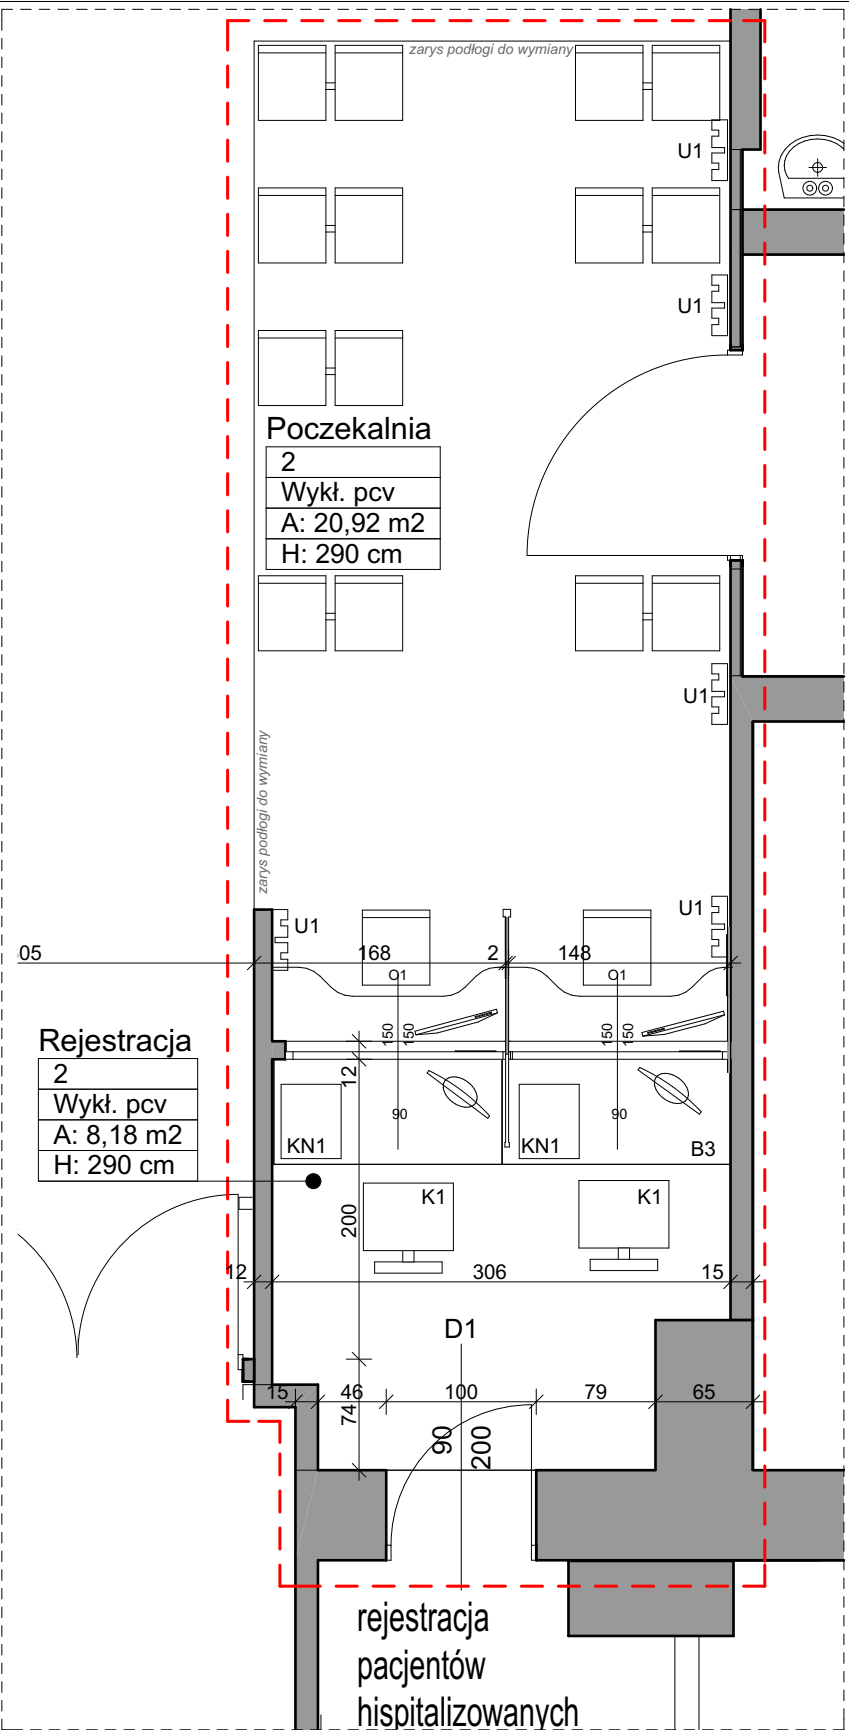 zarys podłogi do wymiany
U1
U1
Poczekalnia
2
Wykł. pcv
A: 20,92 m2
H: 290 cm
U1
zarys podłogi do wymiany
U1
U1
05
168
2
148
O1
O1
150
150
150
150
Rejestracja
2
Wykł. pcv
A: 8,18 m2
H: 290 cm
12
90
90
KN1
KN1
B3
K1
K1
200
12
306
15
D1
15
46
100
79
65
74
90
200
rejestracja
pacjentów
hispitalizowanych